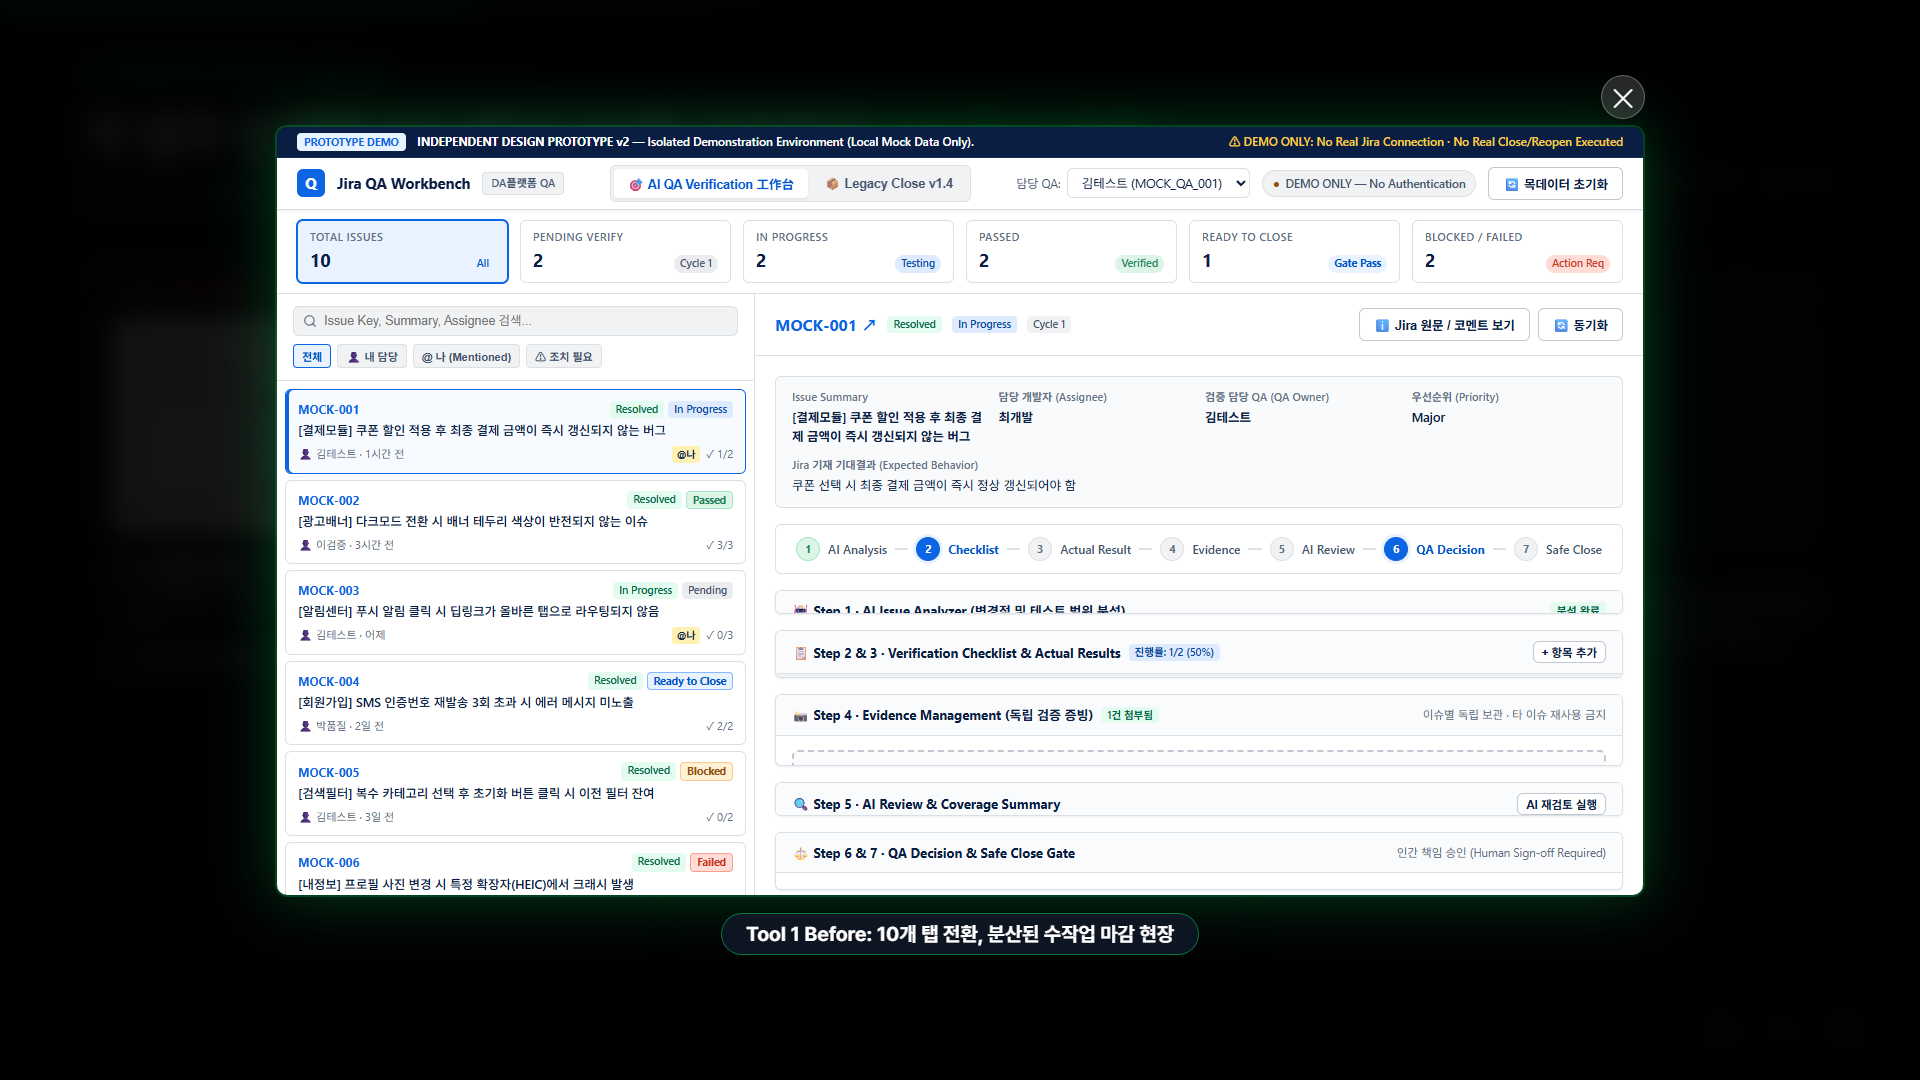 PROTOTYPE DEMO INDEPENDENT DESIGN PROTOTYPE v2 — Isolated Demonstration Environment (Local Mock Data Only). ⚠ DEMO ONLY: No Real Jira Connection · No Real Close/Reopen Executed
Q Jira QA Workbench DA플랫폼 QA 🎯 AI QA Verification 工作台 📦 Legacy Close v1.4 담당 QA: 김테스트 (MOCK_QA_001) ● DEMO ONLY — No Authentication 🔄 목데이터 초기화
TOTAL ISSUES
10 All
PENDING VERIFY
2 Cycle 1
IN PROGRESS
2 Testing
PASSED
2 Verified
READY TO CLOSE
1 Gate Pass
BLOCKED / FAILED
2 Action Req
Issue Key, Summary, Assignee 검색...
전체 👤 내 담당 @ 나 (Mentioned) ⚠ 조치 필요
MOCK-001 Resolved In Progress
[결제모듈] 쿠폰 할인 적용 후 최종 결제 금액이 즉시 갱신되지 않는 버그
👤 김테스트 · 1시간 전 @나 ✓ 1/2
MOCK-002 Resolved Passed
[광고배너] 다크모드 전환 시 배너 테두리 색상이 반전되지 않는 이슈
👤 이검증 · 3시간 전 ✓ 3/3
MOCK-003 In Progress Pending
[알림센터] 푸시 알림 클릭 시 딥링크가 올바른 탭으로 라우팅되지 않음
👤 김테스트 · 어제 @나 ✓ 0/3
MOCK-004 Resolved Ready to Close
[회원가입] SMS 인증번호 재발송 3회 초과 시 에러 메시지 미노출
👤 박품질 · 2일 전 ✓ 2/2
MOCK-005 Resolved Blocked
[검색필터] 복수 카테고리 선택 후 초기화 버튼 클릭 시 이전 필터 잔여
👤 김테스트 · 3일 전 ✓ 0/2
MOCK-006 Resolved Failed
[내정보] 프로필 사진 변경 시 특정 확장자(HEIC)에서 크래시 발생
MOCK-001 ↗ Resolved In Progress Cycle 1 ℹ️ Jira 원문 / 코멘트 보기 🔄 동기화
Issue Summary
[결제모듈] 쿠폰 할인 적용 후 최종 결
제 금액이 즉시 갱신되지 않는 버그
담당 개발자 (Assignee)
최개발
검증 담당 QA (QA Owner)
김테스트
우선순위 (Priority)
Major
Jira 기재 기대결과 (Expected Behavior)
쿠폰 선택 시 최종 결제 금액이 즉시 정상 갱신되어야 함
1 AI Analysis 2 Checklist 3 Actual Result 4 Evidence 5 AI Review 6 QA Decision 7 Safe Close
Step 1 · AI Issue Analyzer (변경점 및 테스트 범위 분석) 분석 완료
📋 Step 2 & 3 · Verification Checklist & Actual Results 진행률: 1/2 (50%) + 항목 추가
📸 Step 4 · Evidence Management (독립 검증 증빙) 1건 첨부됨 이슈별 독립 보관 · 타 이슈 재사용 금지
🔍 Step 5 · AI Review & Coverage Summary AI 재검토 실행
⚖️ Step 6 & 7 · QA Decision & Safe Close Gate 인간 책임 승인 (Human Sign-off Required)
Tool 1 Before: 10개 탭 전환, 분산된 수작업 마감 현장